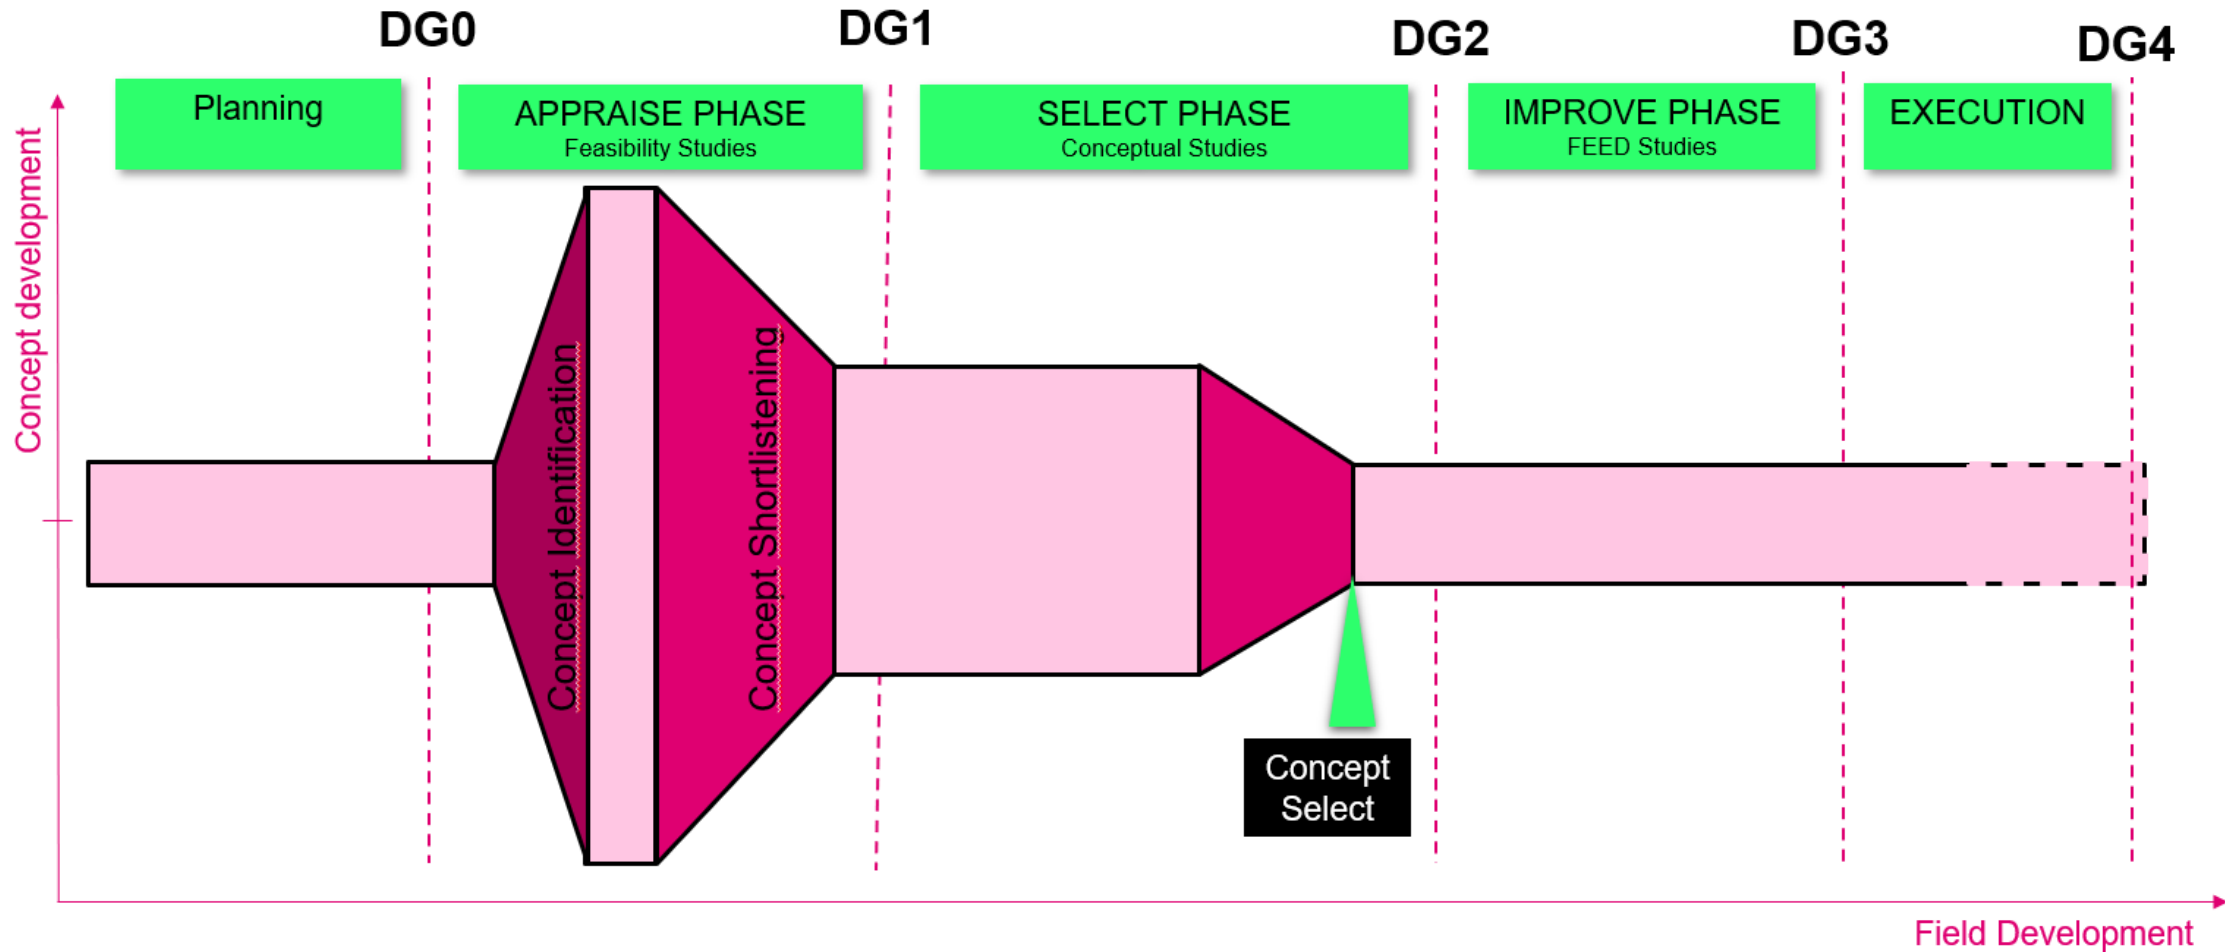 DG0
DG1
DG2
DG3
DG4
Planning
APPRAISE PHASE
Feasibility Studies
SELECT PHASE
Conceptual Studies
IMPROVE PHASE
FEED Studies
EXECUTION
Concept development
Concept Identification
Concept Shortlistening
Concept
Select
Field Development